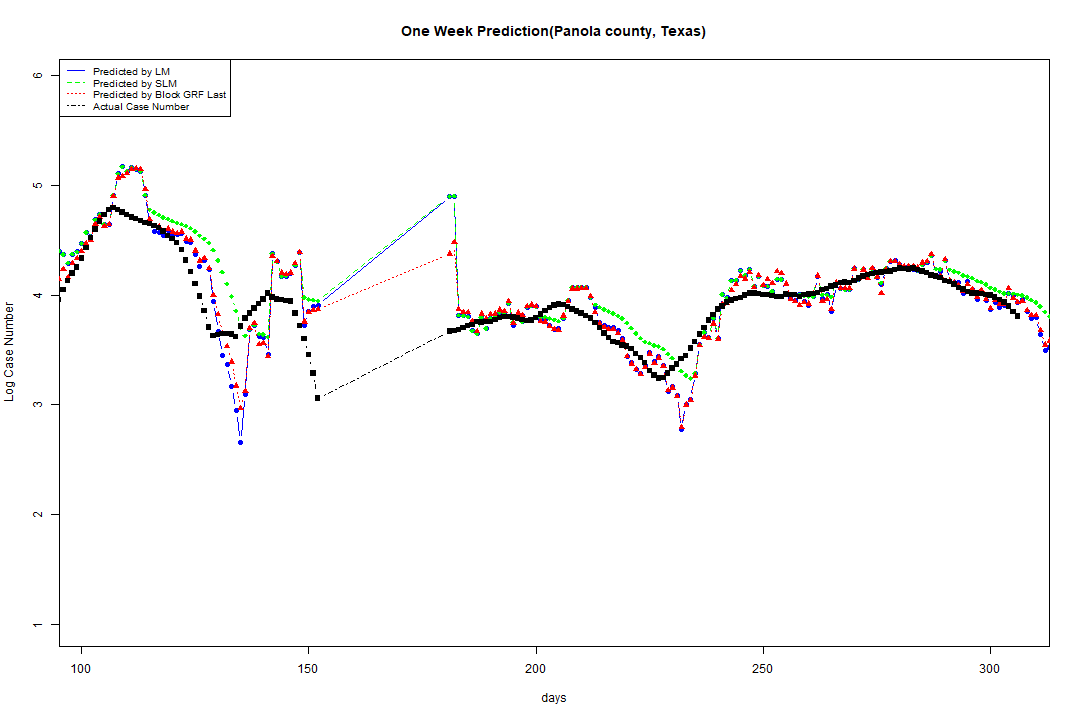 One Week Prediction(Panola county, Texas)
Predicted by LM
Predicted by SLM
Predicted by Block GRF Last
Actual Case Number
6
5
4
3
2
1
Log Case Number
100 150 200 250 300
days